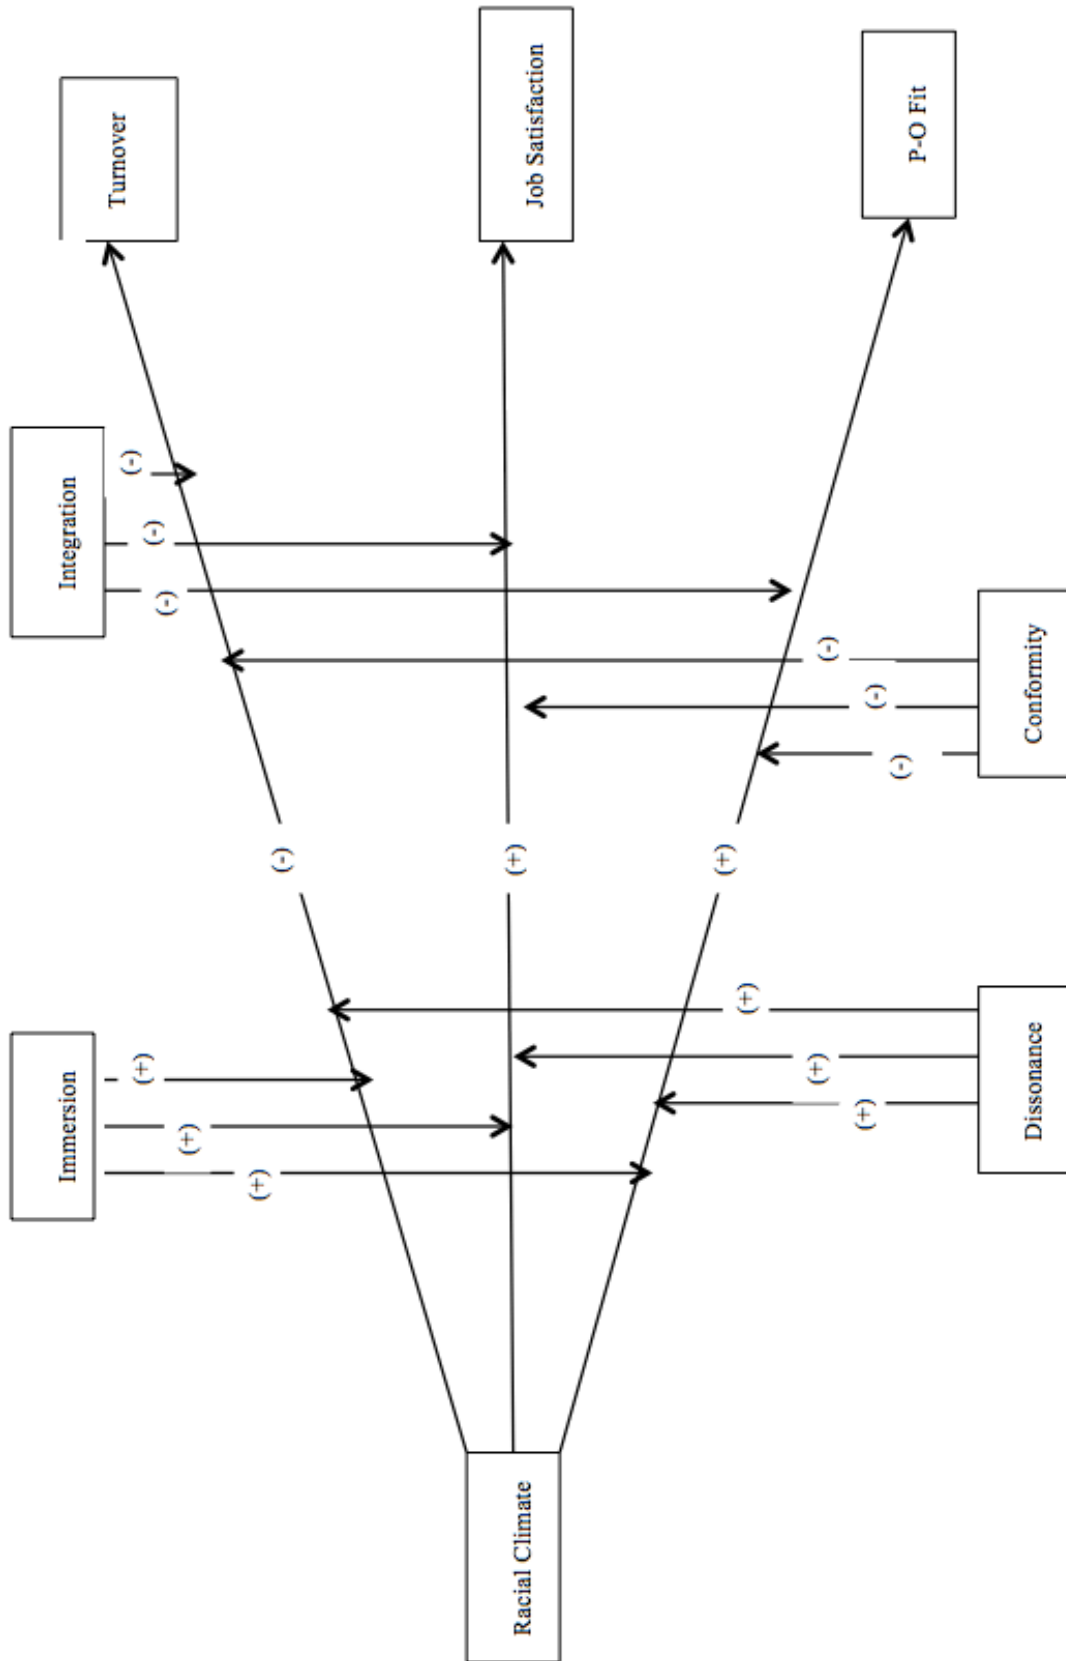 Turnover
Job Satisfaction
P-O Fit
Integration
(-)
(-)
(-)
Conformity
(-)
(-)
(-)
(-)
(+)
(+)
Immersion
(+)
(+)
(+)
Dissonance
(+)
(+)
(+)
Racial Climate